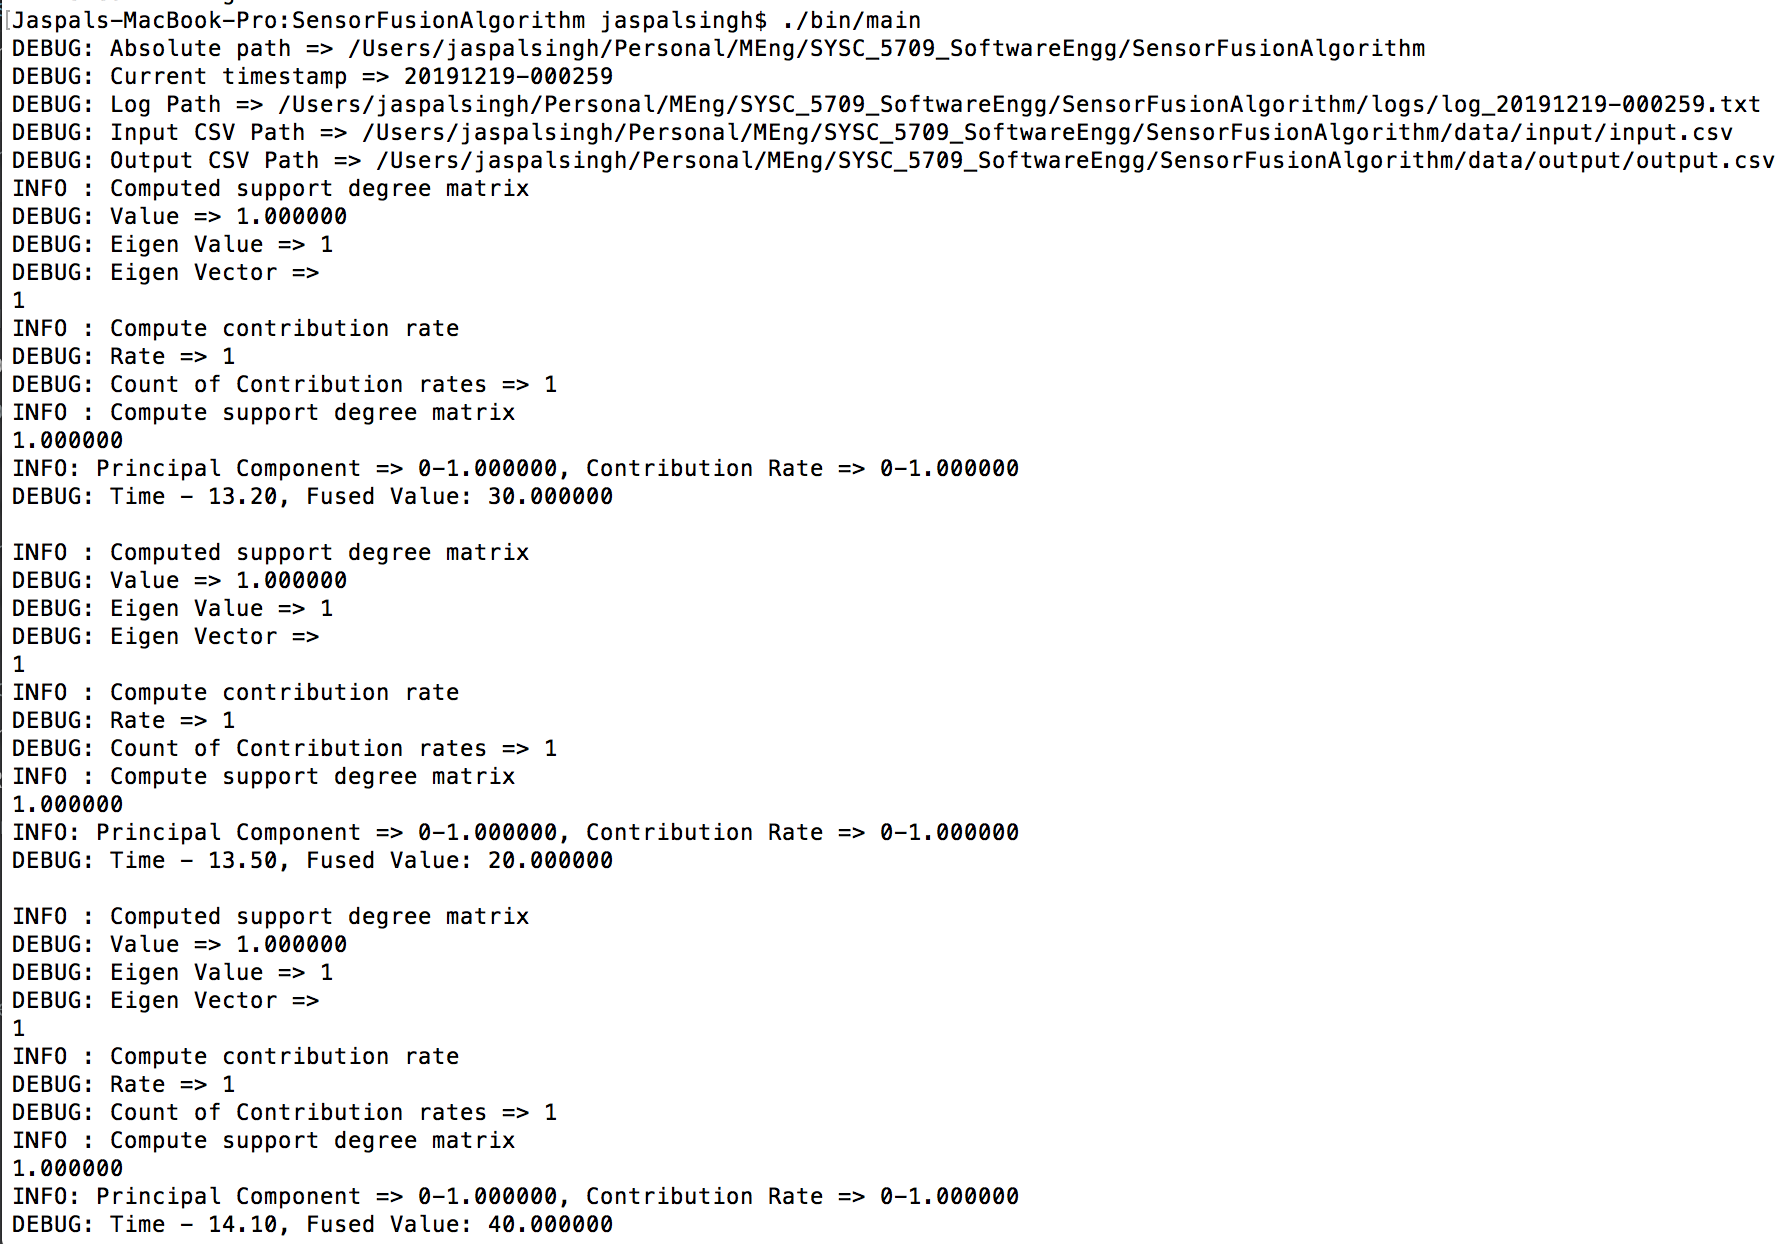 [Jaspals-MacBook-Pro:SensorFusionAlgorithm jaspalsingh$ ./bin/main
DEBUG: Absolute path => /Users/jaspalsingh/Personal/MEng/SYSC_5709_SoftwareEngg/SensorFusionAlgorithm
DEBUG: Current timestamp => 20191219-000259
DEBUG: Log Path => /Users/jaspalsingh/Personal/MEng/SYSC_5709_SoftwareEngg/SensorFusionAlgorithm/logs/log_20191219-000259.txt
DEBUG: Input CSV Path => /Users/jaspalsingh/Personal/MEng/SYSC_5709_SoftwareEngg/SensorFusionAlgorithm/data/input/input.csv
DEBUG: Output CSV Path => /Users/jaspalsingh/Personal/MEng/SYSC_5709_SoftwareEngg/SensorFusionAlgorithm/data/output/output.csv
INFO : Computed support degree matrix
DEBUG: Value => 1.000000
DEBUG: Eigen Value => 1
DEBUG: Eigen Vector =>
1
INFO : Compute contribution rate
DEBUG: Rate => 1
DEBUG: Count of Contribution rates => 1
INFO : Compute support degree matrix
1.000000
INFO: Principal Component => 0-1.000000, Contribution Rate => 0-1.000000
DEBUG: Time - 13.20, Fused Value: 30.000000

INFO : Computed support degree matrix
DEBUG: Value => 1.000000
DEBUG: Eigen Value => 1
DEBUG: Eigen Vector =>
1
INFO : Compute contribution rate
DEBUG: Rate => 1
DEBUG: Count of Contribution rates => 1
INFO : Compute support degree matrix
1.000000
INFO: Principal Component => 0-1.000000, Contribution Rate => 0-1.000000
DEBUG: Time - 13.50, Fused Value: 20.000000

INFO : Computed support degree matrix
DEBUG: Value => 1.000000
DEBUG: Eigen Value => 1
DEBUG: Eigen Vector =>
1
INFO : Compute contribution rate
DEBUG: Rate => 1
DEBUG: Count of Contribution rates => 1
INFO : Compute support degree matrix
1.000000
INFO: Principal Component => 0-1.000000, Contribution Rate => 0-1.000000
DEBUG: Time - 14.10, Fused Value: 40.000000